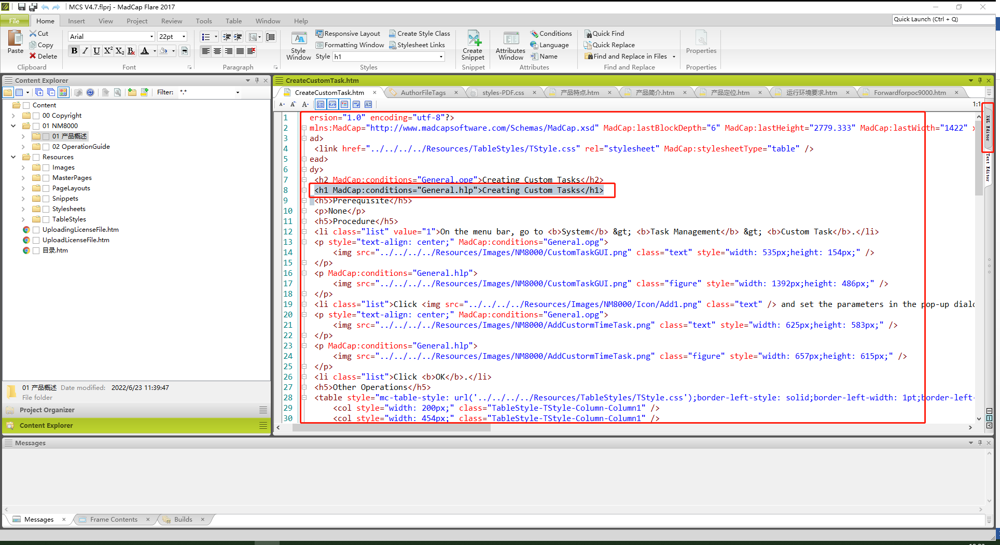 MCS V4.7.flprj - MadCap Flare 2017
File Home Insert View Project Review Tools Table Window Help
Quick Launch (Ctrl + Q)
Paste
Cut
Copy
Delete
Clipboard
Arial 22pt
B I U X² X₂
Font
Paragraph
Style Window
Responsive Layout
Formatting Window
Style h1
Create Style Class
Stylesheet Links
Styles
Create Snippet
Snippet
Attributes Window
Conditions
Language
Name
Attributes
Quick Find
Quick Replace
Find and Replace in Files
Find and Replace
Properties
Properties
Content Explorer
Filter: *.*
Content
00 Copyright
01 NM8000
01 产品概述
02 OperationGuide
Resources
Images
MasterPages
PageLayouts
Snippets
Stylesheets
TableStyles
UploadingLicenseFile.htm
UploadLicenseFile.htm
目录.htm
01 产品概述 Date modified: 2022/6/23 11:39:47
File folder
Project Organizer
Content Explorer
CreateCustomTask.htm
CreateCustomTask.htm AuthorFileTags styles-PDF.css 产品特点.htm 产品简介.htm 产品定位.htm 运行环境要求.htm Forwardforpoc9000.htm
1:1
XML Editor
Text Editor
1 ersion="1.0" encoding="utf-8"?>
2 mlns:MadCap="http://www.madcapsoftware.com/Schemas/MadCap.xsd" MadCap:lastBlockDepth="6" MadCap:lastHeight="2779.333" MadCap:lastWidth="1422" x
3 ad>
4 <link href="../../../../Resources/TableStyles/TStyle.css" rel="stylesheet" MadCap:stylesheetType="table" />
5 ead>
6 dy>
7 <h2 MadCap:conditions="General.opg">Creating Custom Tasks</h2>
8 <h1 MadCap:conditions="General.hlp">Creating Custom Tasks</h1>
9 <h5>Prerequisite</h5>
10 <p>None</p>
11 <h5>Procedure</h5>
12 <li class="list" value="1">On the menu bar, go to <b>System</b> &gt; <b>Task Management</b> &gt; <b>Custom Task</b>.</li>
13 <p style="text-align: center;" MadCap:conditions="General.opg">
14 <img src="../../../../Resources/Images/NM8000/CustomTaskGUI.png" class="text" style="width: 535px;height: 154px;" />
15 </p>
16 <p MadCap:conditions="General.hlp">
17 <img src="../../../../Resources/Images/NM8000/CustomTaskGUI.png" class="figure" style="width: 1392px;height: 486px;" />
18 </p>
19 <li class="list">Click <img src="../../../../Resources/Images/NM8000/Icon/Add1.png" class="text" /> and set the parameters in the pop-up dialo
20 <p style="text-align: center;" MadCap:conditions="General.opg">
21 <img src="../../../../Resources/Images/NM8000/AddCustormTimeTask.png" class="text" style="width: 625px;height: 583px;" />
22 </p>
23 <p MadCap:conditions="General.hlp">
24 <img src="../../../../Resources/Images/NM8000/AddCustormTimeTask.png" class="figure" style="width: 657px;height: 615px;" />
25 </p>
26 <li class="list">Click <b>OK</b>.</li>
27 <h5>Other Operations</h5>
28 <table style="mc-table-style: url('../../../../Resources/TableStyles/TStyle.css');border-left-style: solid;border-left-width: 1pt;border-left-
29 <col style="width: 200px;" class="TableStyle-TStyle-Column-Column1" />
30 <col style="width: 454px;" class="TableStyle-TStyle-Column-Column1" />
Messages
Messages Frame Contents Builds